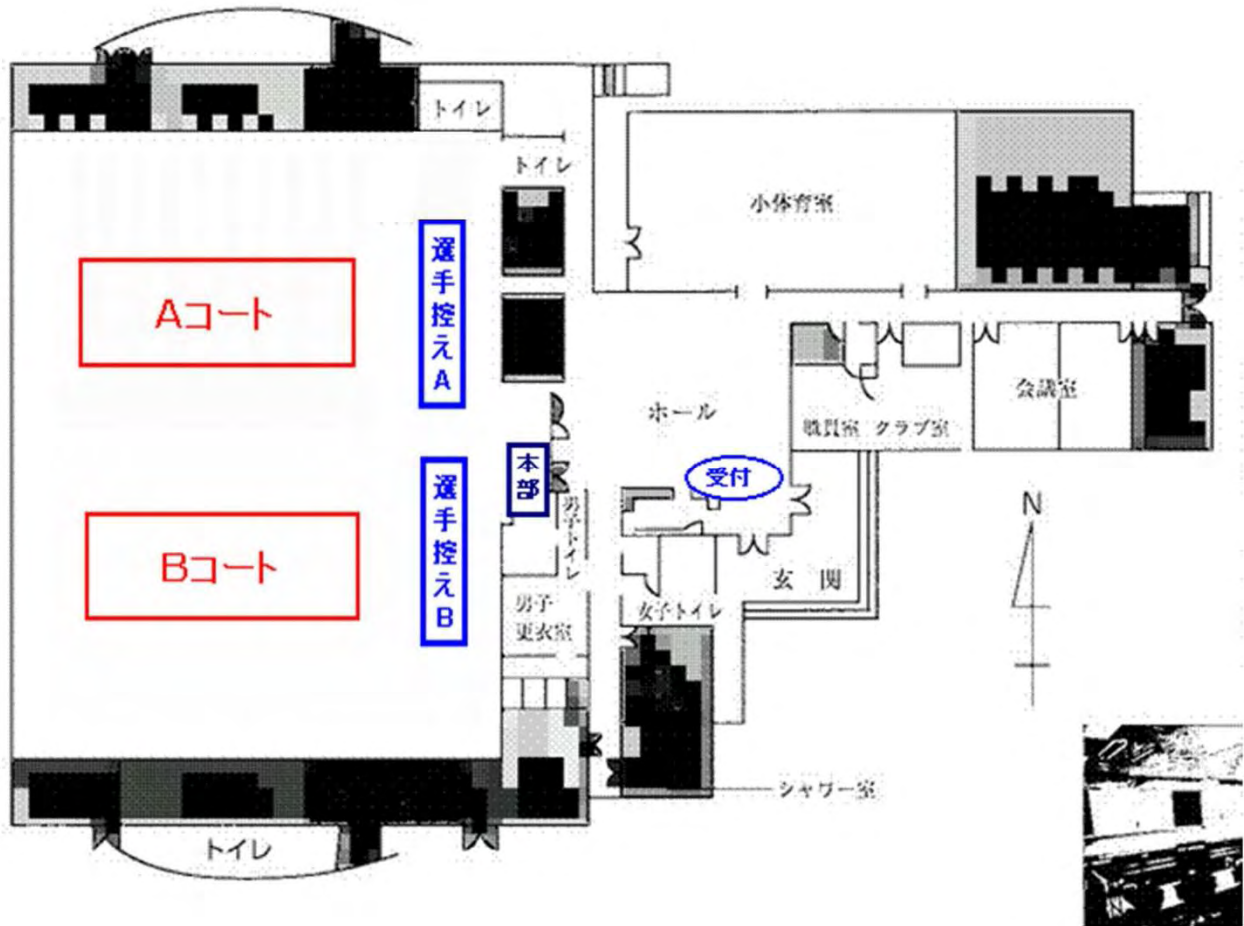 トイレ
トイレ
小体育室
選手控えA
Aコート
ホール
会議室
職員室
クラブ室
本部
受付
選手控えB
男子トイレ
N
Bコート
玄関
男子
更衣室
女子トイレ
シャワー室
トイレ